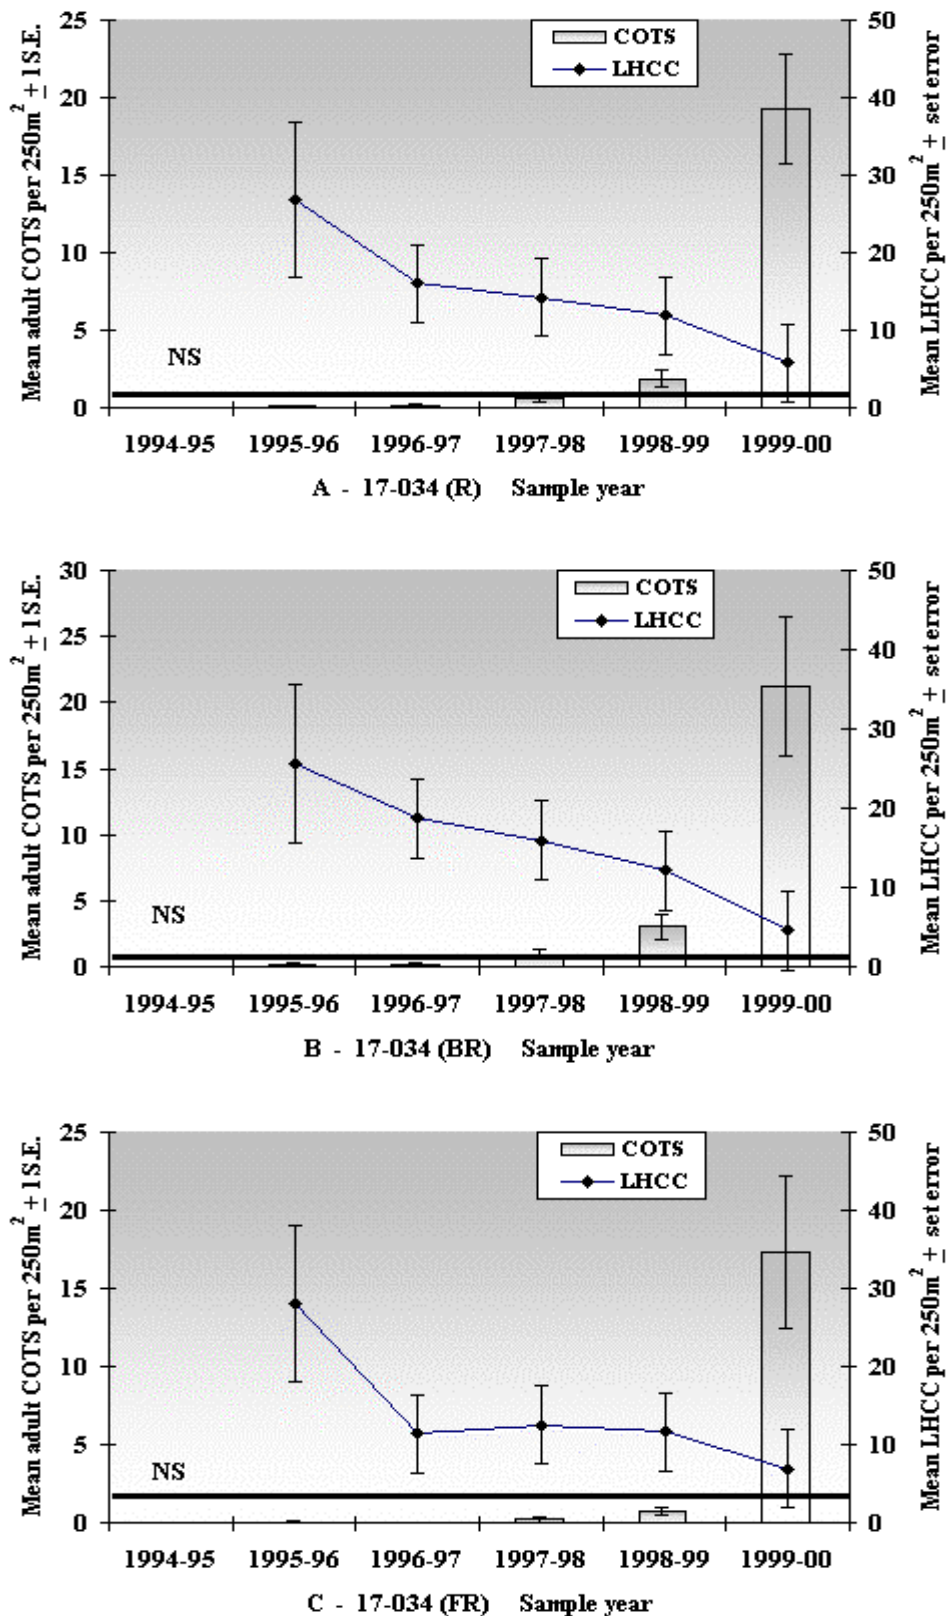 Mean adult COTS per 250m² ± 1 S.E.
25
20
15
10
5
0
COTS
LHCC
NS
50
40
30
20
10
0
Mean LHCC per 250m² ± set error
1994-95 1995-96 1996-97 1997-98 1998-99 1999-00
A - 17-034 (R) Sample year
Mean adult COTS per 250m² ± 1 S.E.
30
25
20
15
10
5
0
COTS
LHCC
NS
50
40
30
20
10
0
Mean LHCC per 250m² ± set error
1994-95 1995-96 1996-97 1997-98 1998-99 1999-00
B - 17-034 (BR) Sample year
Mean adult COTS per 250m² ± 1 S.E.
25
20
15
10
5
0
COTS
LHCC
NS
50
40
30
20
10
0
Mean LHCC per 250m² ± set error
1994-95 1995-96 1996-97 1997-98 1998-99 1999-00
C - 17-034 (FR) Sample year